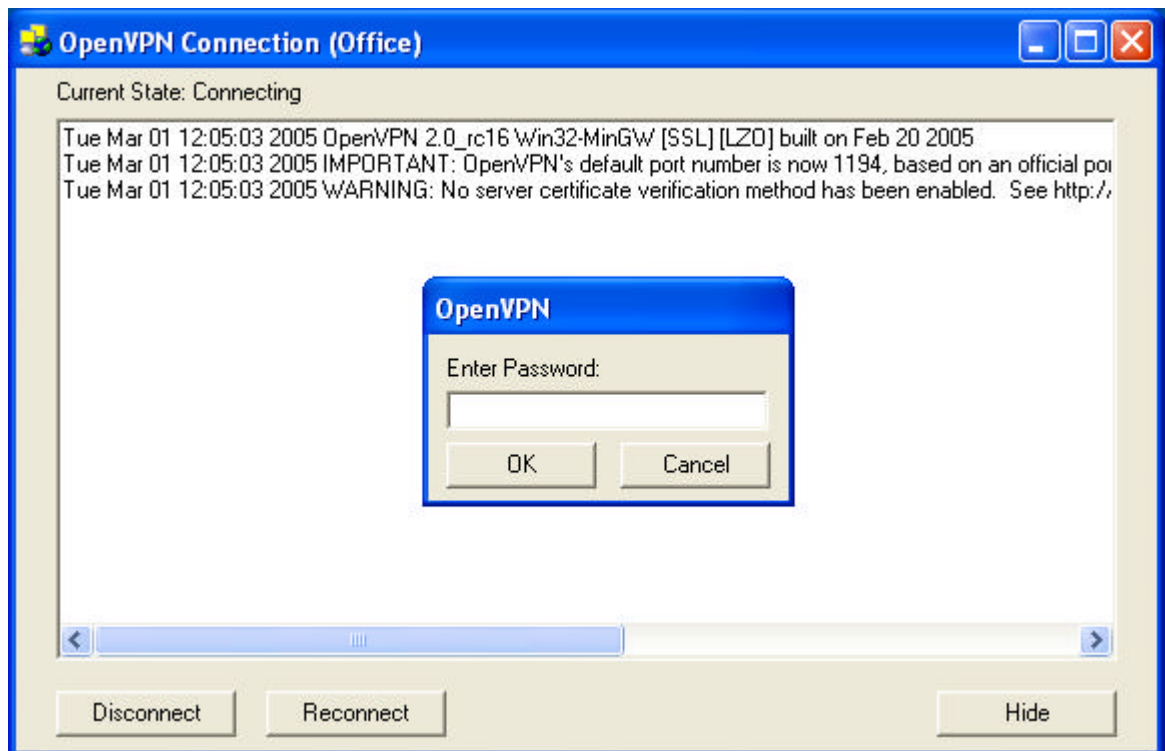 OpenVPN Connection (Office)
Current State: Connecting
Tue Mar 01 12:05:03 2005 OpenVPN 2.0_rc16 Win32-MinGW [SSL] [LZO] built on Feb 20 2005
Tue Mar 01 12:05:03 2005 IMPORTANT: OpenVPN's default port number is now 1194, based on an official
Tue Mar 01 12:05:03 2005 WARNING: No server certificate verification method has been enabled.  See http:/
OpenVPN
Enter Password:
OK Cancel
Disconnect Reconnect Hide